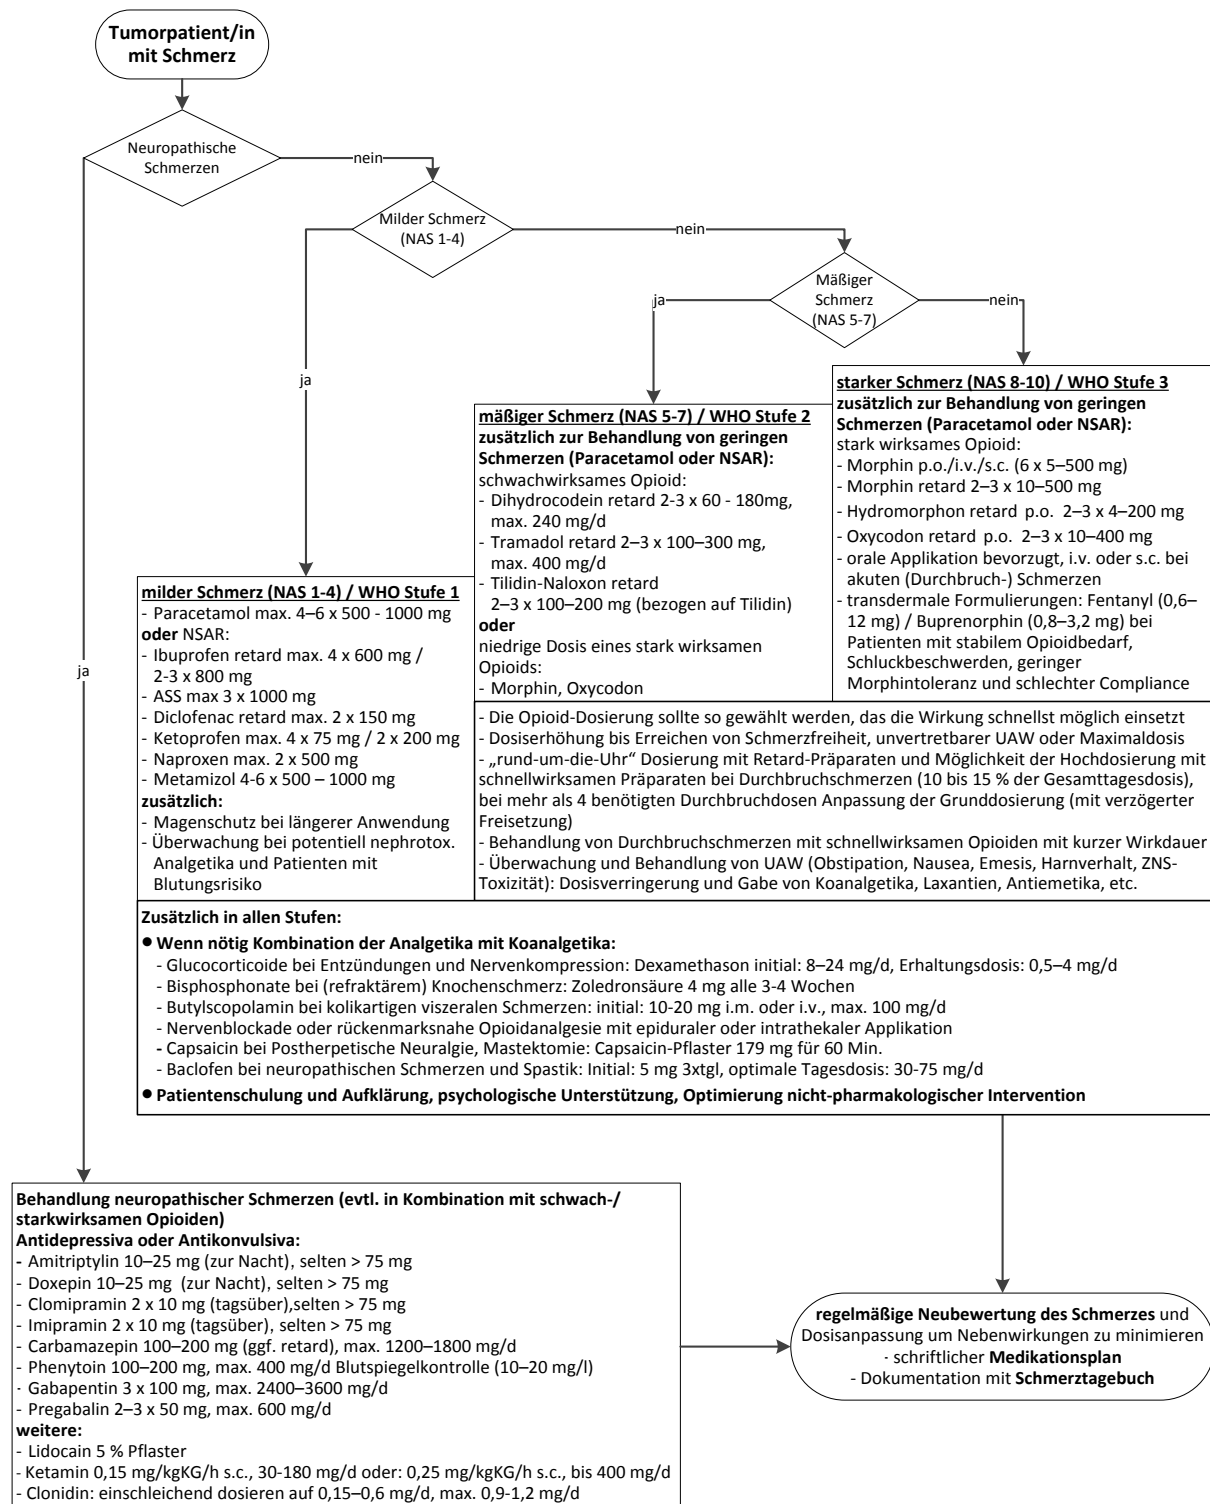 Tumorpatient/in
mit Schmerz
Neuropathische
Schmerzen
nein
Milder Schmerz
(NAS 1-4)
nein
Mäßiger
Schmerz
(NAS 5-7)
ja
nein
ja
ja
starker Schmerz (NAS 8-10) / WHO Stufe 3
zusätzlich zur Behandlung von geringen
Schmerzen (Paracetamol oder NSAR):
stark wirksames Opioid:
- Morphin p.o./i.v./s.c. (6 x 5–500 mg)
- Morphin retard 2–3 x 10–500 mg
- Hydromorphon retard p.o. 2–3 x 4–200 mg
- Oxycodon retard p.o. 2–3 x 10–400 mg
- orale Applikation bevorzugt, i.v. oder s.c. bei
akuten (Durchbruch-) Schmerzen
- transdermale Formulierungen: Fentanyl (0,6–
12 mg) / Buprenorphin (0,8–3,2 mg) bei
Patienten mit stabilem Opioidbedarf,
Schluckbeschwerden, geringer
Morphintoleranz und schlechter Compliance
mäßiger Schmerz (NAS 5-7) / WHO Stufe 2
zusätzlich zur Behandlung von geringen
Schmerzen (Paracetamol oder NSAR):
schwachwirksames Opioid:
- Dihydrocodein retard 2-3 x 60 - 180mg,
max. 240 mg/d
- Tramadol retard 2–3 x 100–300 mg,
max. 400 mg/d
- Tilidin-Naloxon retard
2–3 x 100–200 mg (bezogen auf Tilidin)
oder
niedrige Dosis eines stark wirksamen
Opioids:
- Morphin, Oxycodon
milder Schmerz (NAS 1-4) / WHO Stufe 1
- Paracetamol max. 4–6 x 500 - 1000 mg
oder NSAR:
- Ibuprofen retard max. 4 x 600 mg /
2-3 x 800 mg
- ASS max 3 x 1000 mg
- Diclofenac retard max. 2 x 150 mg
- Ketoprofen max. 4 x 75 mg / 2 x 200 mg
- Naproxen max. 2 x 500 mg
- Metamizol 4-6 x 500 – 1000 mg
zusätzlich:
- Magenschutz bei längerer Anwendung
- Überwachung bei potentiell nephrotox.
Analgetika und Patienten mit
Blutungsrisiko
- Die Opioid-Dosierung sollte so gewählt werden, das die Wirkung schnellst möglich einsetzt
- Dosiserhöhung bis Erreichen von Schmerzfreiheit, unvertretbarer UAW oder Maximaldosis
- „rund-um-die-Uhr“ Dosierung mit Retard-Präparaten und Möglichkeit der Hochdosierung mit
schnellwirksamen Präparaten bei Durchbruchschmerzen (10 bis 15 % der Gesamttagesdosis),
bei mehr als 4 benötigten Durchbruchdosen Anpassung der Grunddosierung (mit verzögerter
Freisetzung)
- Behandlung von Durchbruchschmerzen mit schnellwirksamen Opioiden mit kurzer Wirkdauer
- Überwachung und Behandlung von UAW (Obstipation, Nausea, Emesis, Harnverhalt, ZNS-
Toxizität): Dosisverringerung und Gabe von Koanalgetika, Laxantien, Antiemetika, etc.
Zusätzlich in allen Stufen:
● Wenn nötig Kombination der Analgetika mit Koanalgetika:
- Glucocorticoide bei Entzündungen und Nervenkompression: Dexamethason initial: 8–24 mg/d, Erhaltungsdosis: 0,5–4 mg/d
- Bisphosphonate bei (refraktärem) Knochenschmerz: Zoledronsäure 4 mg alle 3-4 Wochen
- Butylscopolamin bei kolikartigen viszeralen Schmerzen: initial: 10-20 mg i.m. oder i.v., max. 100 mg/d
- Nervenblockade oder rückenmarksnahe Opioidanalgesie mit epiduraler oder intrathekaler Applikation
- Capsaicin bei Postherpetische Neuralgie, Mastektomie: Capsaicin-Pflaster 179 mg für 60 Min.
- Baclofen bei neuropathischen Schmerzen und Spastik: Initial: 5 mg 3xtgl, optimale Tagesdosis: 30-75 mg/d
● Patientenschulung und Aufklärung, psychologische Unterstützung, Optimierung nicht-pharmakologischer Intervention
Behandlung neuropathischer Schmerzen (evtl. in Kombination mit schwach-/
starkwirksamen Opioiden)
Antidepressiva oder Antikonvulsiva:
- Amitriptylin 10–25 mg (zur Nacht), selten > 75 mg
- Doxepin 10–25 mg (zur Nacht), selten > 75 mg
- Clomipramin 2 x 10 mg (tagsüber),selten > 75 mg
- Imipramin 2 x 10 mg (tagsüber), selten > 75 mg
- Carbamazepin 100–200 mg (ggf. retard), max. 1200–1800 mg/d
- Phenytoin 100–200 mg, max. 400 mg/d Blutspiegelkontrolle (10–20 mg/l)
- Gabapentin 3 x 100 mg, max. 2400–3600 mg/d
- Pregabalin 2–3 x 50 mg, max. 600 mg/d
weitere:
- Lidocain 5 % Pflaster
- Ketamin 0,15 mg/kgKG/h s.c., 30-180 mg/d oder: 0,25 mg/kgKG/h s.c., bis 400 mg/d
- Clonidin: einschleichend dosieren auf 0,15–0,6 mg/d, max. 0,9-1,2 mg/d
regelmäßige Neubewertung des Schmerzes und
Dosisanpassung um Nebenwirkungen zu minimieren
- schriftlicher Medikationsplan
- Dokumentation mit Schmerztagebuch